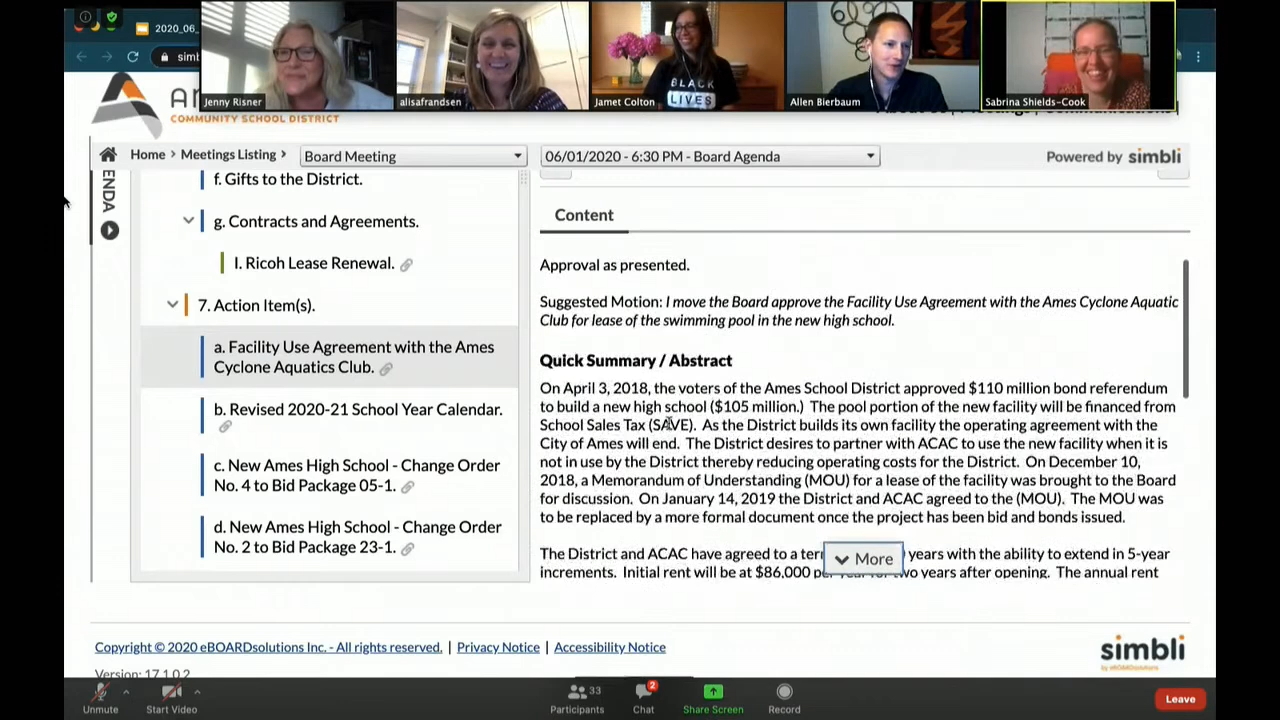 2020_06_
simb
Jenny Risner
alisafrandsen
Jamet Colton
Allen Bierbaum
Sabrina Shields-Cook
BLACK
LIVES
COMMUNITY SCHOOL DISTRICT
Home > Meetings Listing >
Board Meeting
06/01/2020 - 6:30 PM - Board Agenda
Powered by simbli
ENDA
f. Gifts to the District.
g. Contracts and Agreements.
I. Ricoh Lease Renewal.
7. Action Item(s).
a. Facility Use Agreement with the Ames
Cyclone Aquatics Club.
b. Revised 2020-21 School Year Calendar.
c. New Ames High School - Change Order
No. 4 to Bid Package 05-1.
d. New Ames High School - Change Order
No. 2 to Bid Package 23-1.
Content
Approval as presented.
Suggested Motion: I move the Board approve the Facility Use Agreement with the Ames Cyclone Aquatic
Club for lease of the swimming pool in the new high school.
Quick Summary / Abstract
On April 3, 2018, the voters of the Ames School District approved $110 million bond referendum
to build a new high school ($105 million.) The pool portion of the new facility will be financed from
School Sales Tax (SAVE). As the District builds its own facility the operating agreement with the
City of Ames will end. The District desires to partner with ACAC to use the new facility when it is
not in use by the District thereby reducing operating costs for the District. On December 10,
2018, a Memorandum of Understanding (MOU) for a lease of the facility was brought to the Board
for discussion. On January 14, 2019 the District and ACAC agreed to the (MOU). The MOU was
to be replaced by a more formal document once the project has been bid and bonds issued.
The District and ACAC have agreed to a years with the ability to extend in 5-year
increments. Initial rent will be at $86,000 two years after opening. The annual rent
More
Copyright © 2020 eBOARDsolutions Inc. - All rights reserved. | Privacy Notice | Accessibility Notice
Version: 17.1.0.2
simbli
by eBOARDsolutions
Unmute
Start Video
33
Participants
2
Chat
Share Screen
Record
Leave